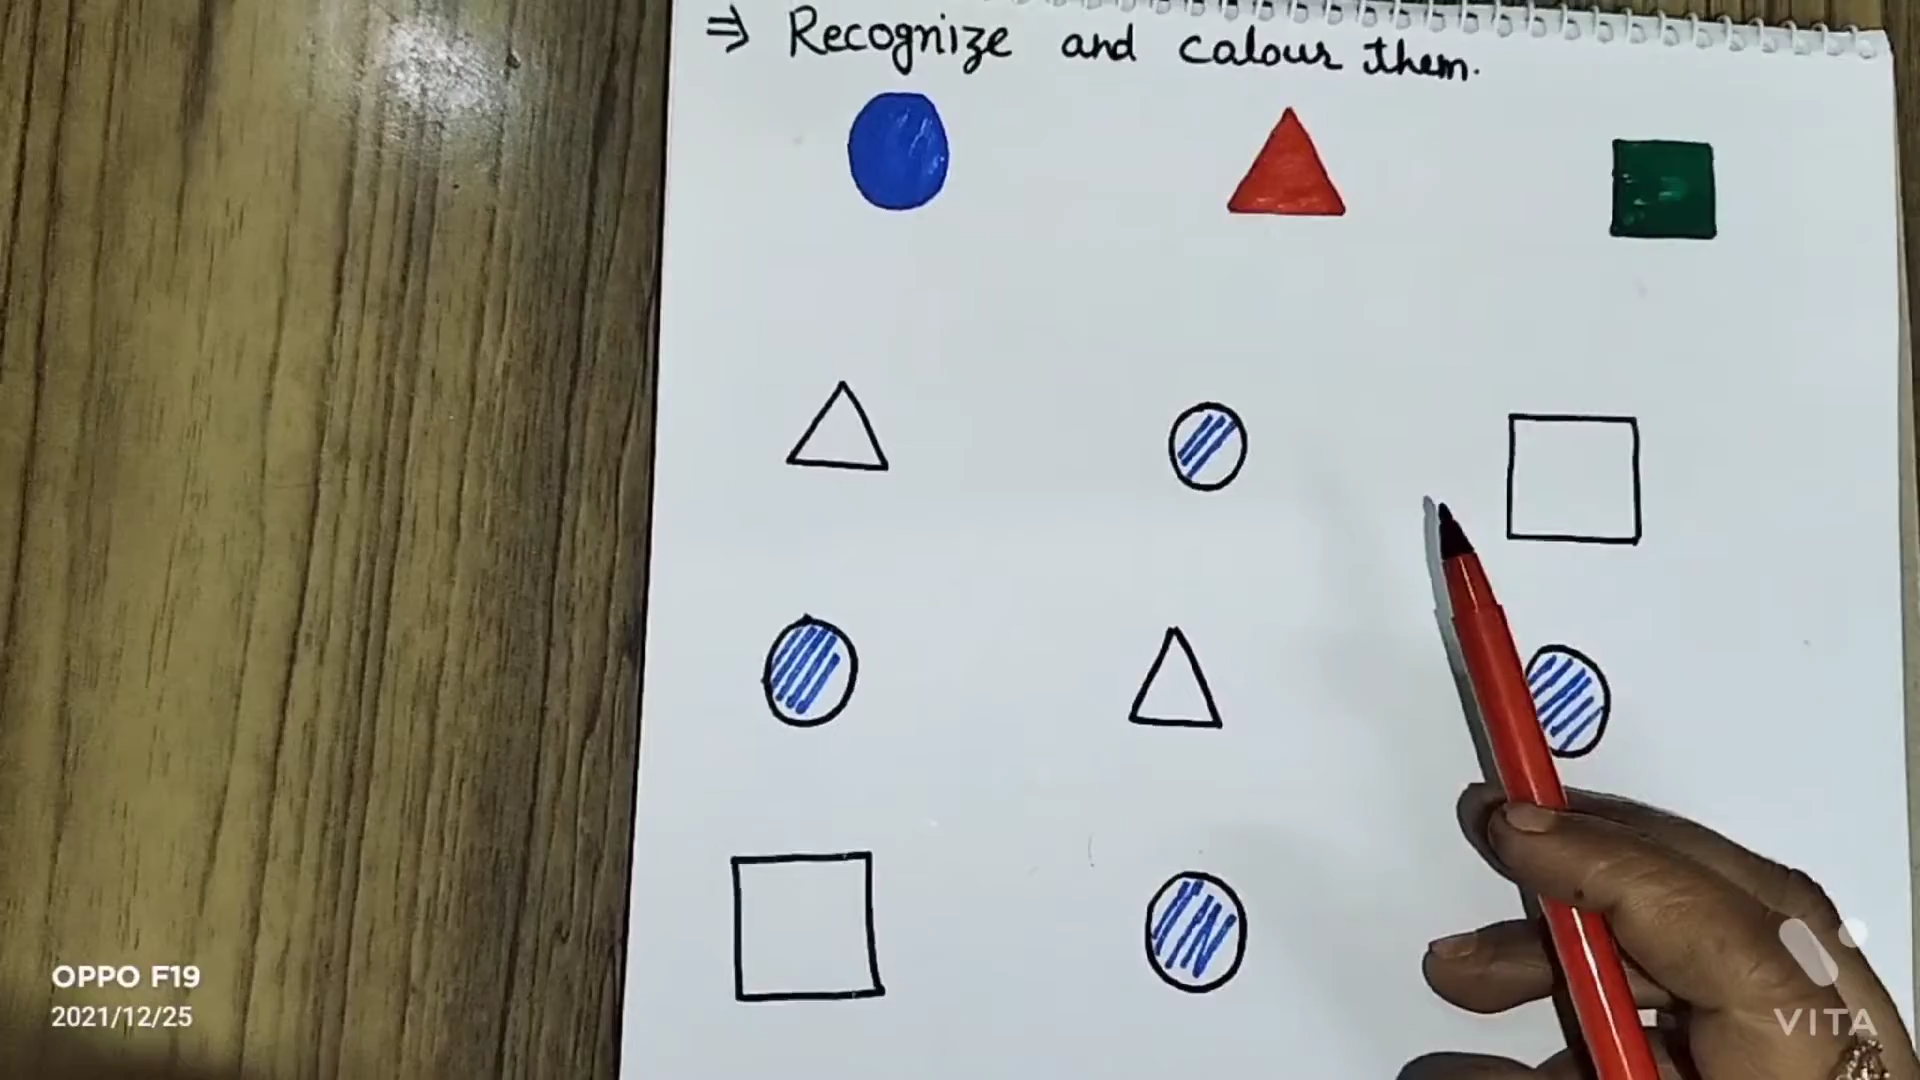 ⇒ Recognize and calour them.
OPPO F19
2021/12/25
VITA